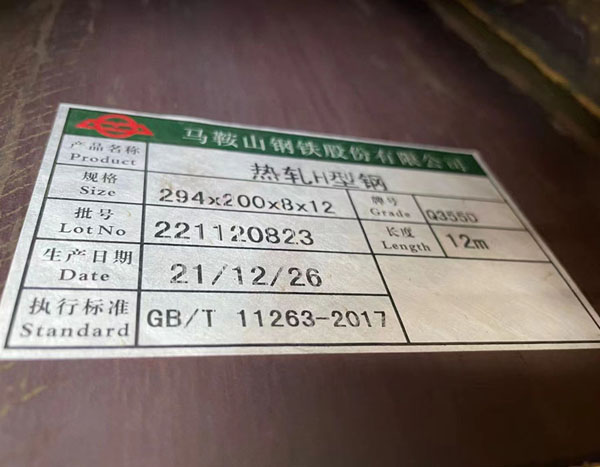 马鞍山钢铁股份有限公司
产品名称 Product 热轧H型钢
规格 Size 294x200x8x12 牌号 Grade Q355D
批号 Lot No 221120823 长度 Length 12m
生产日期 Date 21/12/26
执行标准 Standard GB/T 11263-2017